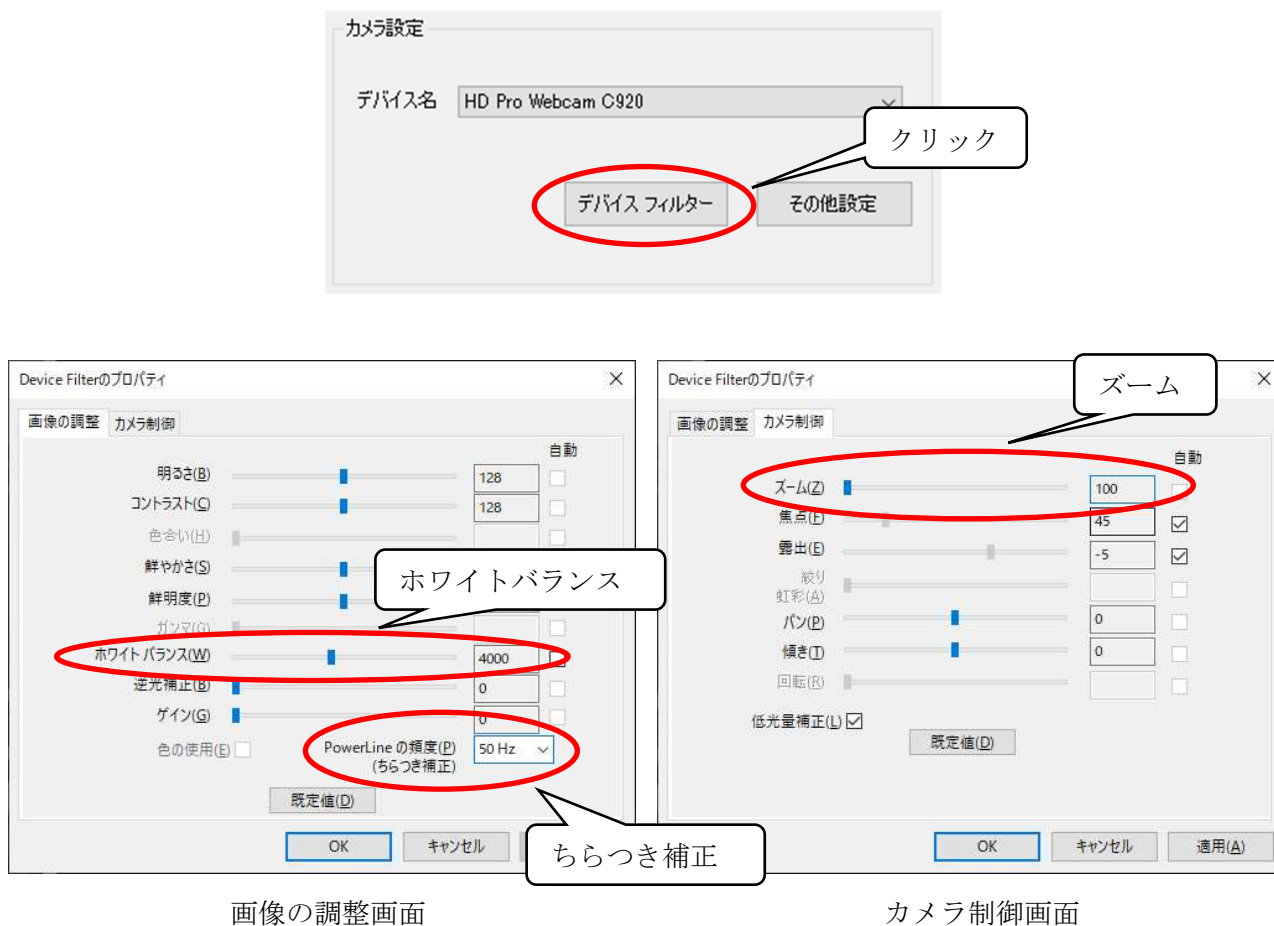 カメラ設定
デバイス名 HD Pro Webcam C920
クリック
デバイス フィルター その他設定
Device Filterのプロパティ
画像の調整 カメラ制御
自動
明るさ(B) 128
コントラスト(C) 128
色合い(H)
鮮やかさ(S)
ホワイトバランス
鮮明度(P)
ガンマ(G)
ホワイト バランス(W) 4000
逆光補正(B) 0
ゲイン(G) 0
色の使用(E) PowerLine の頻度(P) 50 Hz
(ちらつき補正)
既定値(D)
OK キャンセル
ちらつき補正
画像の調整画面
Device Filterのプロパティ
ズーム
画像の調整 カメラ制御
自動
ズーム(Z) 100
焦点(F) 45
露出(E) -5
絞り
虹彩(A)
パン(P) 0
傾き(T) 0
回転(R)
低光量補正(L)
既定値(D)
OK キャンセル 適用(A)
カメラ制御画面